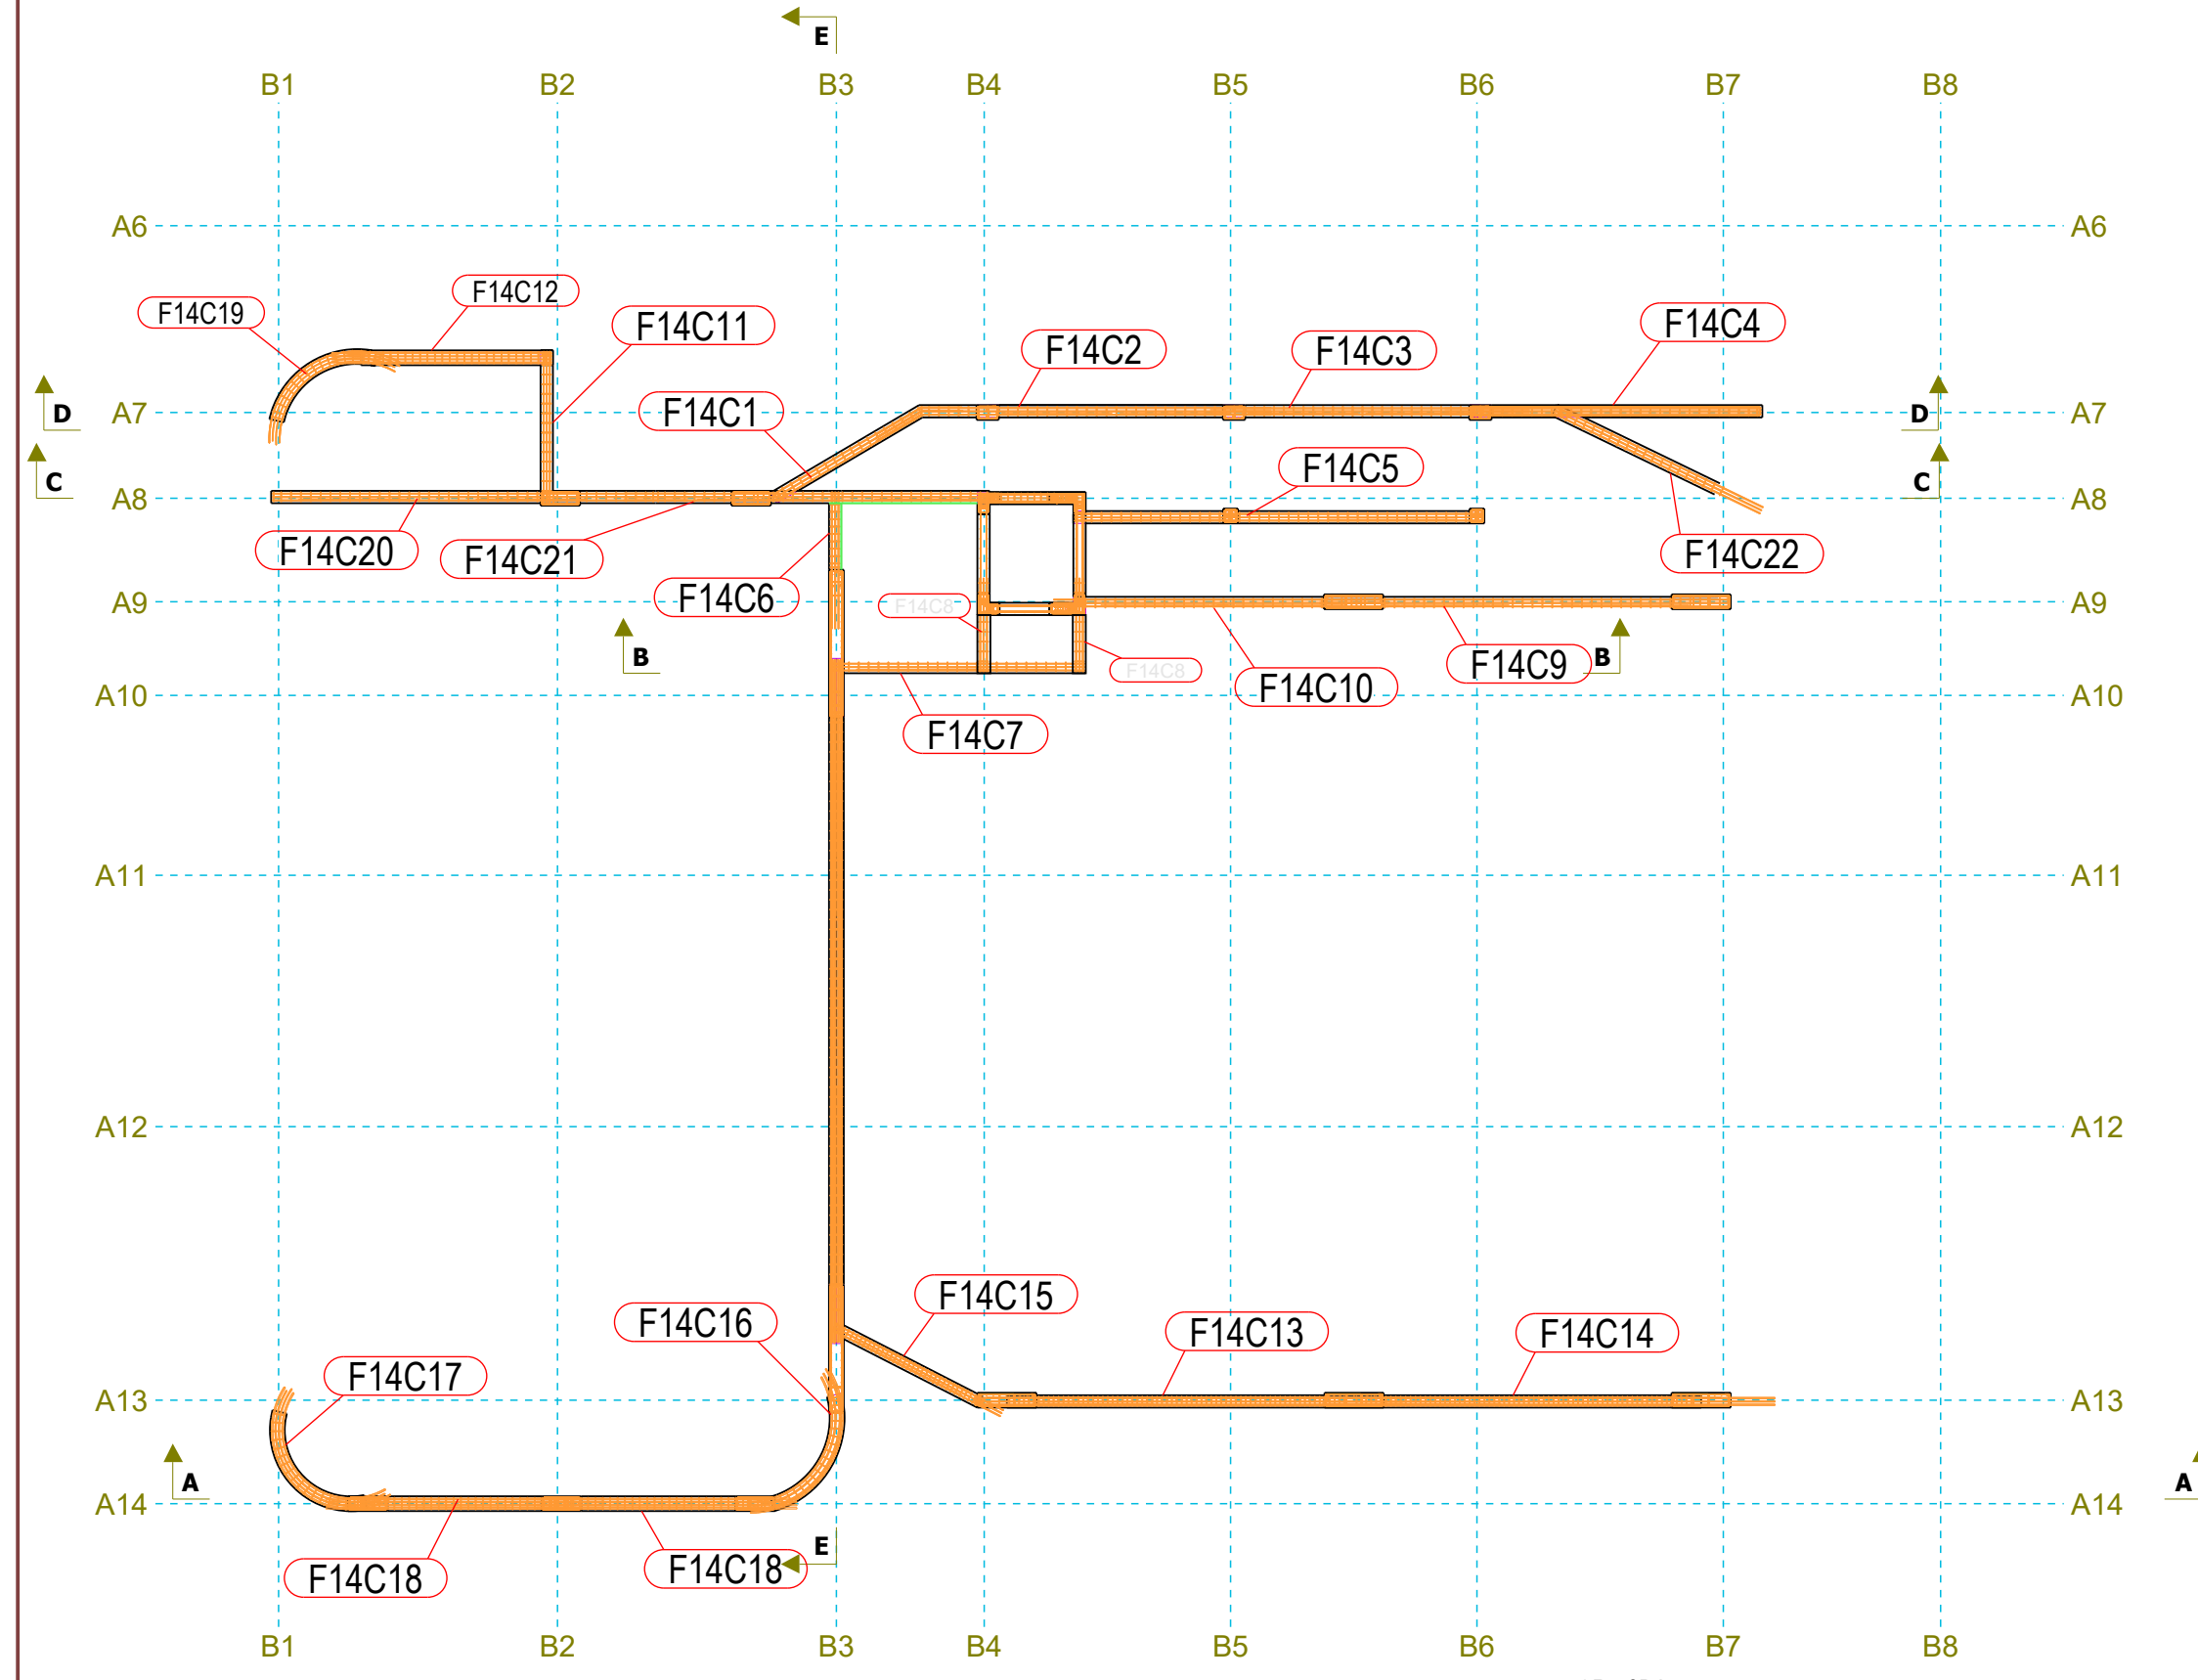 E
B1 B2 B3 B4 B5 B6 B7 B8
A6 A6
F14C12
F14C19
F14C11
F14C2 F14C3 F14C4
D A7 F14C1 D A7
F14C5
C A8 C A8
F14C20 F14C21 F14C22
F14C6 F14C8
A9 A9
B F14C8 F14C9 B
F14C10
A10 A10
F14C7
A11 A11
A12 A12
F14C15
F14C16 F14C13 F14C14
F14C17
A13 A13
A A
A14 A14
E
F14C18 F14C18
B1 B2 B3 B4 B5 B6 B7 B8